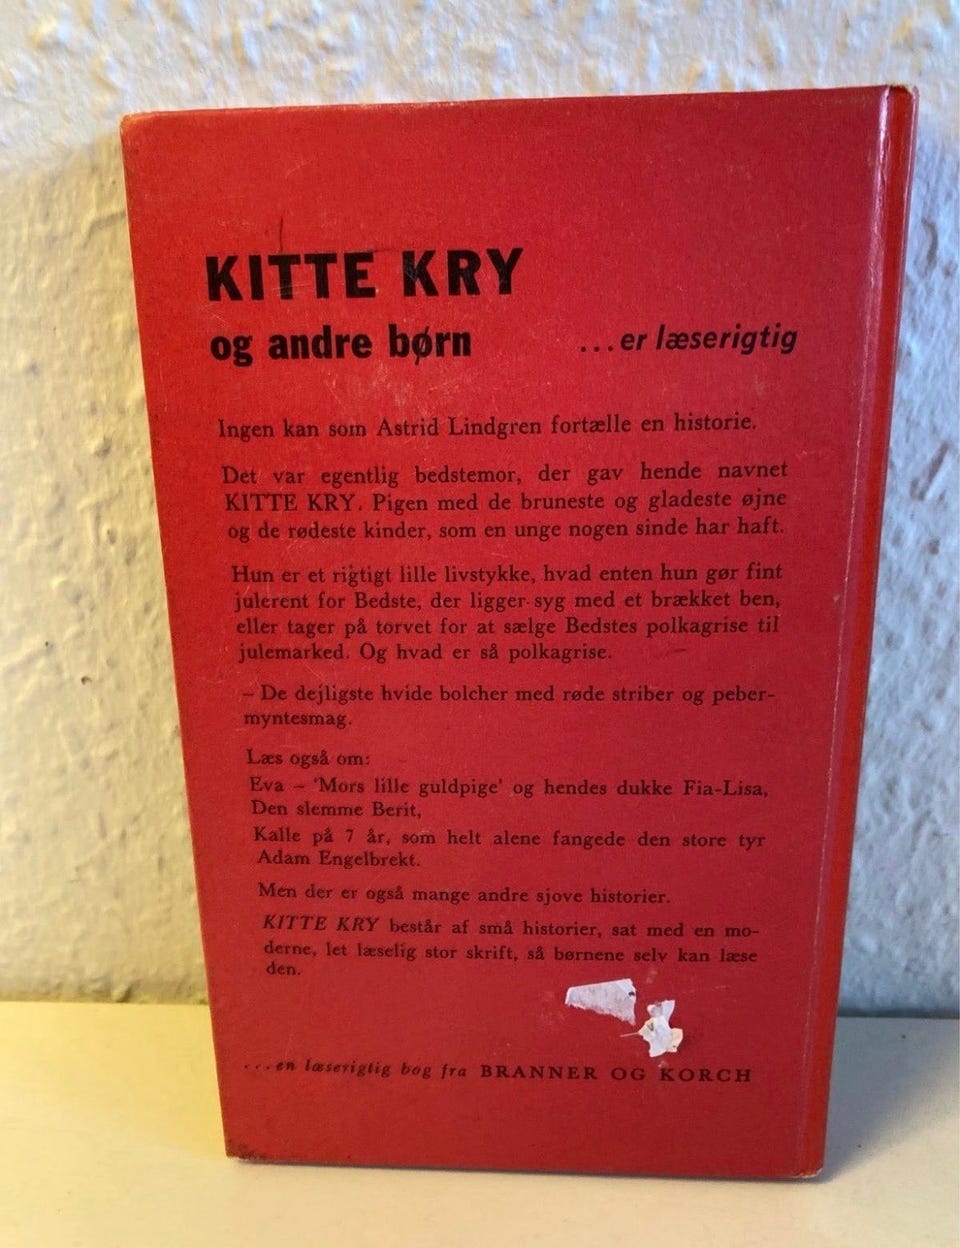 KITTE KRY
og andre børn ...er læserigtig
Ingen kan som Astrid Lindgren fortælle en historie.
Det var egentlig bedstemor, der gav hende navnet
KITTE KRY. Pigen med de bruneste og gladeste øjne
og de rødeste kinder, som en unge nogen sinde har haft.
Hun er et rigtigt lille livstykke, hvad enten hun gør fint
julerent for Bedste, der ligger syg med et brækket ben,
eller tager på torvet for at sælge Bedstes polkagrise til
julemarked. Og hvad er så polkagrise.
– De dejligste hvide bolcher med røde striber og peber-
myntesmag.
Læs også om:
Eva – 'Mors lille guldpige' og hendes dukke Fia-Lisa,
Den slemme Berit,
Kalle på 7 år, som helt alene fangede den store tyr
Adam Engelbrekt.
Men der er også mange andre sjove historier.
KITTE KRY består af små historier, sat med en mo-
derne, let læselig stor skrift, så børnene selv kan læse
den.
...en læserigtig bog fra BRANNER OG KORCH